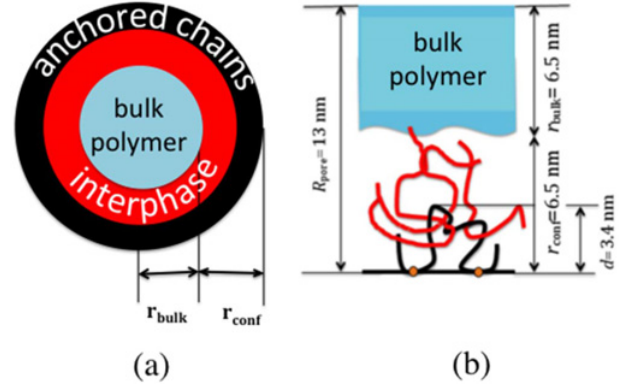 anchored chains
bulk
polymer
interphase
r_bulk
r_conf
(a)
bulk
polymer
R_pore=13 nm
r_bulk= 6.5 nm
r_conf=6.5 nm
d=3.4 nm
(b)